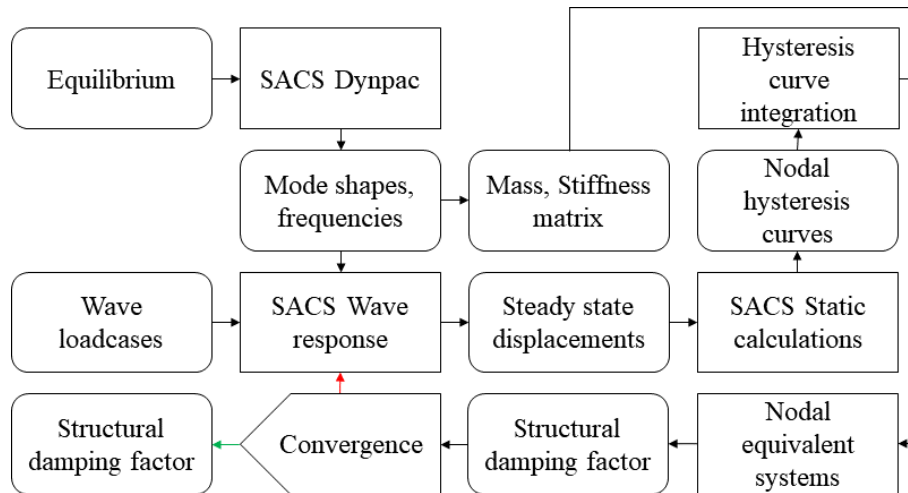 Equilibrium
SACS Dynpac
Hysteresis
curve
integration
Mode shapes,
frequencies
Mass, Stiffness
matrix
Nodal
hysteresis
curves
Wave
loadcases
SACS Wave
response
Steady state
displacements
SACS Static
calculations
Structural
damping factor
Convergence
Structural
damping factor
Nodal
equivalent
systems